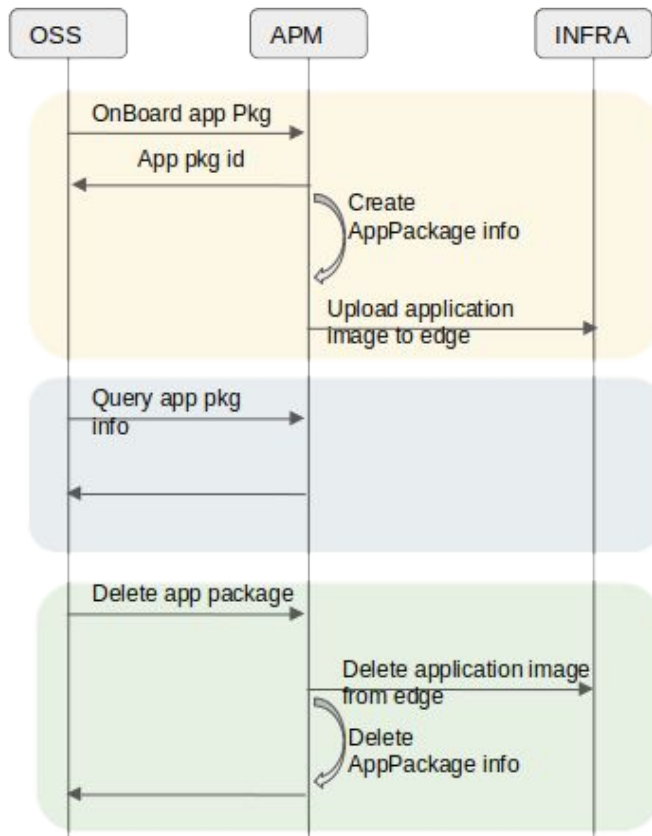 OSS
APM
INFRA
OnBoard app Pkg
App pkg id
Create
AppPackage info
Upload application
image to edge
Query app pkg
info
Delete app package
Delete application image
from edge
Delete
AppPackage info